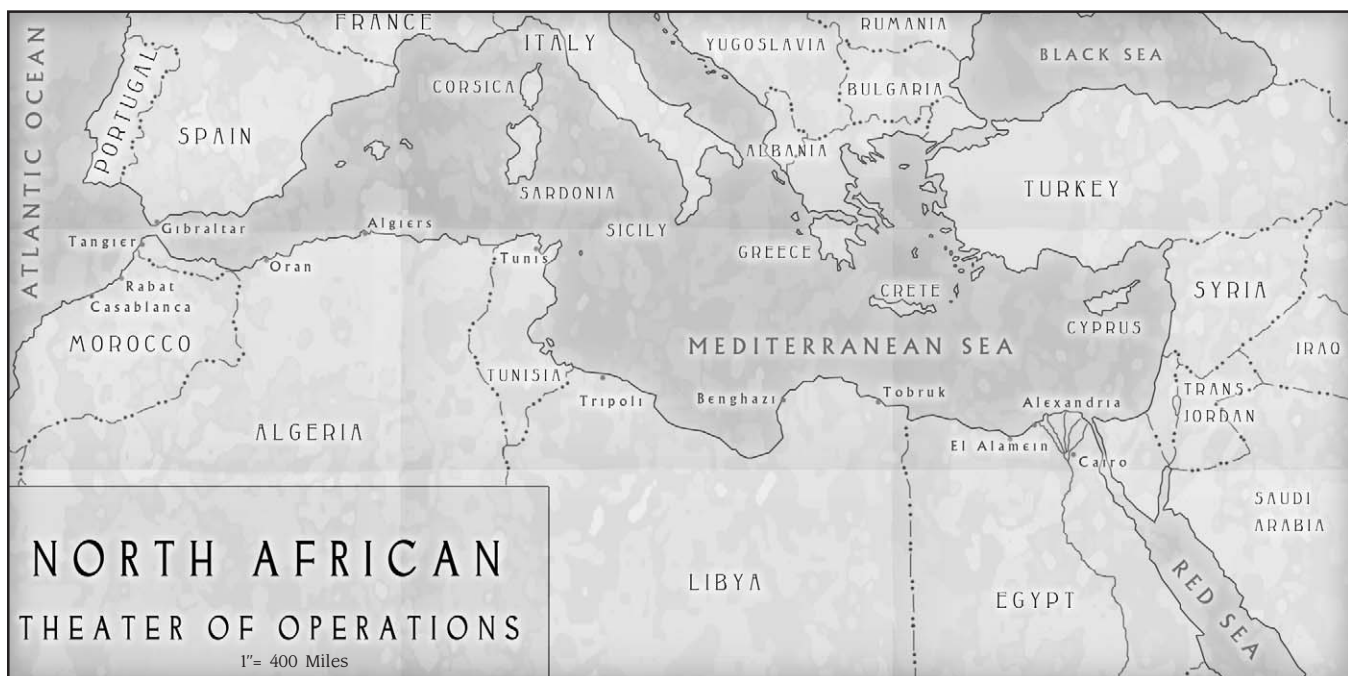 ATLANTIC OCEAN
FRANCE
ITALY
RUMANIA
YUGOSLAVIA
BLACK SEA
PORTUGAL
CORSICA
BULGARIA
SPAIN
ALBANIA
SARDONIA
TURKEY
Gibraltar
Algiers
SICILY
Tangier
GREECE
Tunis
Oran
Rabat
Casablanca
CRETE
SYRIA
CYPRUS
MOROCCO
MEDITERRANEAN SEA
IRAQ
TUNISIA
TRANS
JORDAN
Tripoli
Benghazi
Tobruk
Alexandria
ALGERIA
El Alamein
Cairo
SAUDI
ARABIA
NORTH AFRICAN
THEATER OF OPERATIONS
1"= 400 Miles
LIBYA
EGYPT
RED SEA